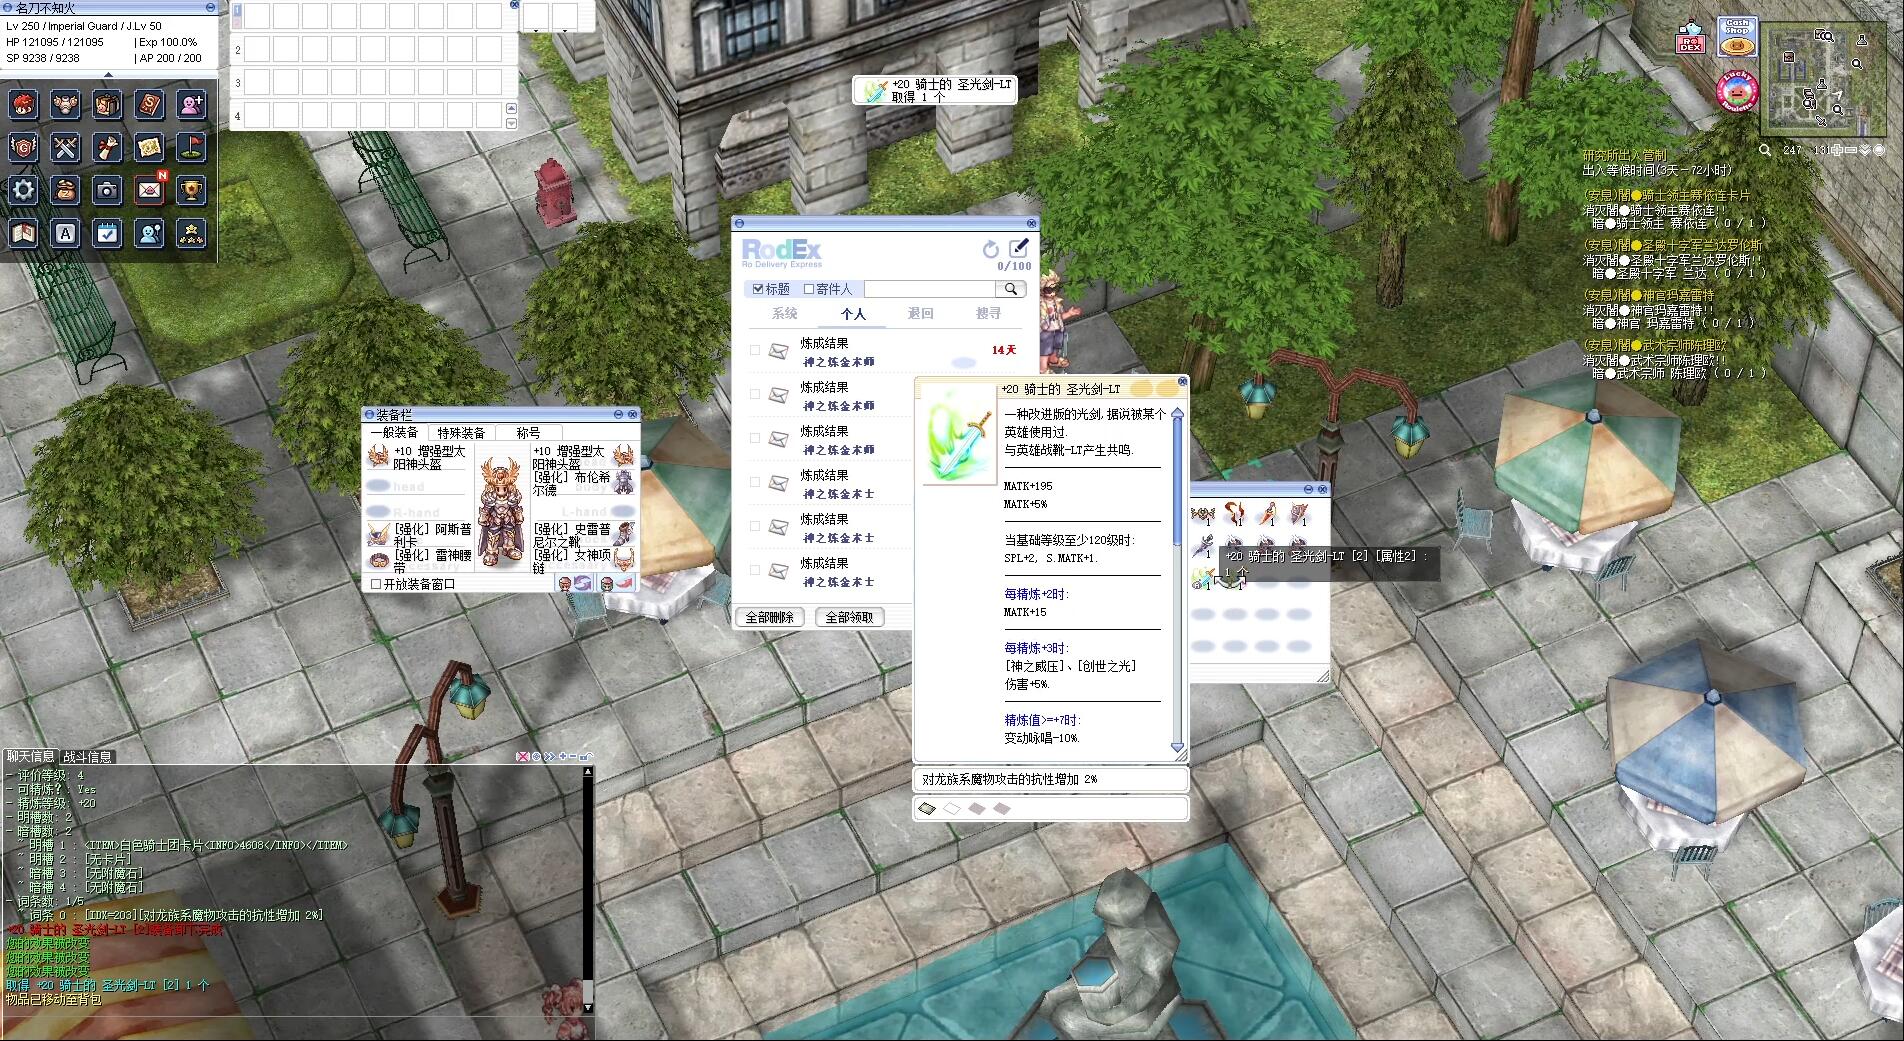 名刀不知火
Lv 250 / Imperial Guard / J.Lv 50
HP 121095 / 121095 | Exp 100.0%
SP 9238 / 9238 | AP 200 / 200
2
3
4
+20 骑士的 圣光剑-LT
取得 1 个
Cash Shop
RODEX
Lucky Roulette
247 131
研究所出入管制
出入等候时间(3天－72小时)
(安息)闇●骑士领主赛依连卡片
消灭闇●骑士领主赛依连!!
暗●骑士领主 赛依连 ( 0 / 1 )
(安息)闇●圣殿十字军兰达罗伦斯
消灭闇●圣殿十字军兰达罗伦斯!!
暗●圣殿十字军 兰达 ( 0 / 1 )
(安息)闇●神官玛嘉雷特
消灭闇●神官玛嘉雷特!!
暗●神官 玛嘉雷特 ( 0 / 1 )
(安息)闇●武术宗师陈理欧
消灭闇●武术宗师陈理欧!!
暗●武术宗师 陈理欧 ( 0 / 1 )
RodEx
Ro Delivery Express
0/100
标题 寄件人
系统 个人 退回 搜寻
炼成结果
神之炼金术师
14天
炼成结果
神之炼金术师
炼成结果
神之炼金术师
炼成结果
神之炼金术士
炼成结果
神之炼金术士
炼成结果
神之炼金术士
全部删除 全部领取
装备栏
一般装备 特殊装备 称号
+10 增强型太阳神头盔
+10 增强型太阳神头盔
head
[强化] 布伦希尔德
R-hand
L-hand
[强化] 阿斯普利卡
[强化] 史雷普尼尔之靴
[强化] 雷神腰带
[强化] 女神项链
开放装备窗口
+20 骑士的 圣光剑-LT
一种改进版的光剑,据说被某个
英雄使用过.
与英雄战靴-LT产生共鸣.
MATK+195
MATK+5%
当基础等级至少120级时:
SPL+2, S.MATK+1.
每精炼+2时:
MATK+15
每精炼+3时:
[神之威压]、[创世之光]
伤害+5%.
精炼值>=+7时:
变动咏唱-10%.
对龙族系魔物攻击的抗性增加 2%
+20 骑士的 圣光剑-LT [2] [属性2] :
1 个
聊天信息 战斗信息
- 评价等级: 4
- 可精炼? : Yes
- 精炼等级: +20
- 明槽数: 2
- 暗槽数: 2
~ 明槽 1 : <ITEM>白色骑士团卡片<INFO>4608</INFO></ITEM>
~ 明槽 2 : [无卡片]
~ 暗槽 3 : [无附魔石]
~ 暗槽 4 : [无附魔石]
- 词条数: 1/5
~ 词条 0 : [IDX=203][对龙族系魔物攻击的抗性增加 2%]
+20 骑士的 圣光剑-LT [2]装备卸下完成
您的效果被改变
您的效果被改变
您的效果被改变
取得 +20 骑士的 圣光剑-LT [2] 1 个
物品已移动至背包